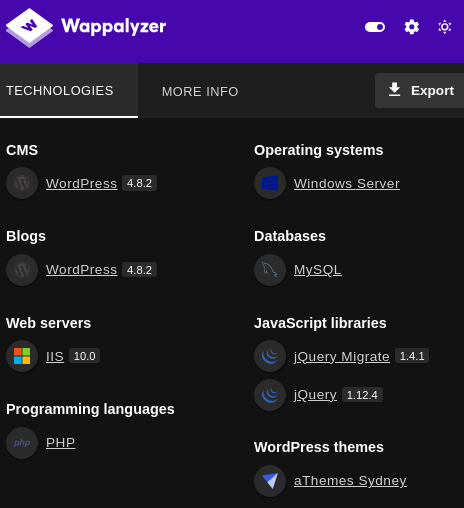 Wappalyzer
TECHNOLOGIES
MORE INFO
Export
CMS
WordPress 4.8.2
Blogs
WordPress 4.8.2
Web servers
IIS 10.0
Programming languages
php PHP
Operating systems
Windows Server
Databases
MySQL
JavaScript libraries
jQuery Migrate 1.4.1
jQuery 1.12.4
WordPress themes
aThemes Sydney